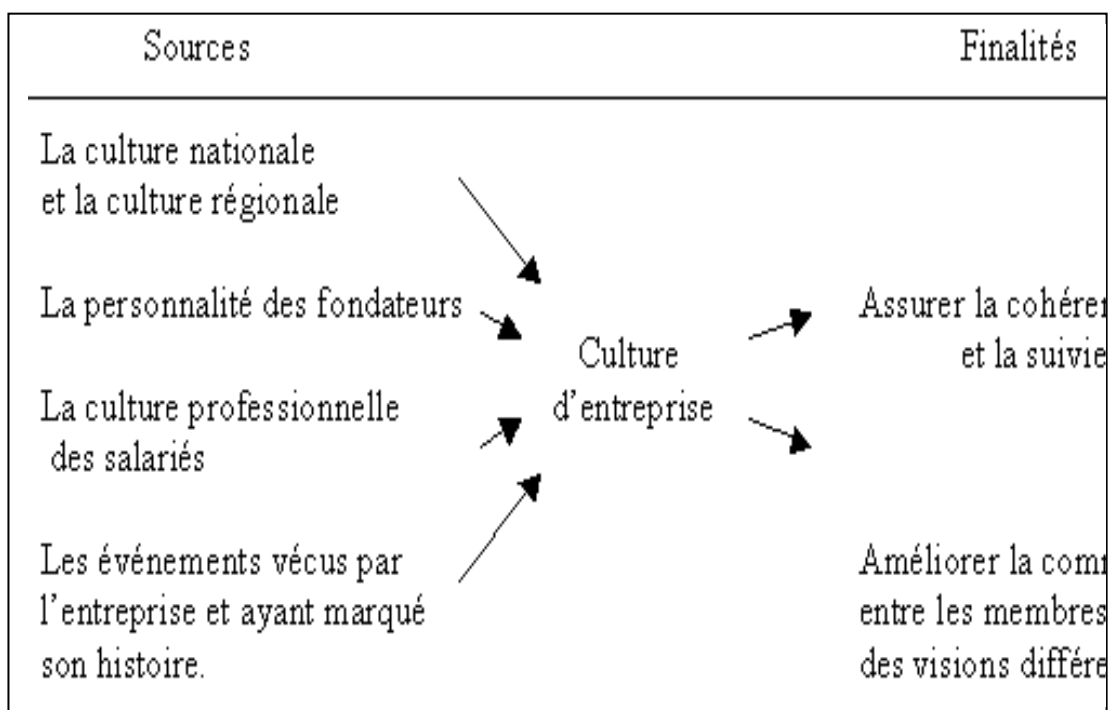 Sources
Finalités
La culture nationale
et la culture régionale
La personnalité des fondateurs
La culture professionnelle
des salariés
Les événements vécus par
l'entreprise et ayant marqué
son histoire.
Culture
d'entreprise
Assurer la
et la
Améliorer la
entre les membres
des visions